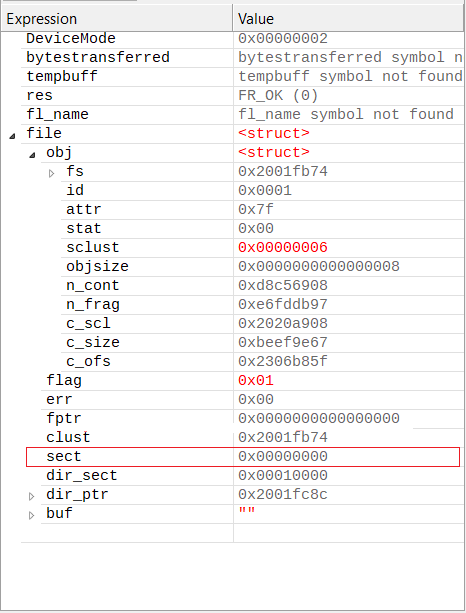 Expression Value
DeviceMode 0x00000002
bytestransferred bytestransferred symbol n
tempbuff tempbuff symbol not found
res FR_OK (0)
fl_name fl_name symbol not found
file <struct>
obj <struct>
fs 0x2001fb74
id 0x0001
attr 0x7f
stat 0x00
sclust 0x00000006
objsize 0x0000000000000008
n_cont 0xd8c56908
n_frag 0xe6fddb97
c_scl 0x2020a908
c_size 0xbeef9e67
c_ofs 0x2306b85f
flag 0x01
err 0x00
fptr 0x0000000000000000
clust 0x2001fb74
sect 0x00000000
dir_sect 0x00010000
dir_ptr 0x2001fc8c
buf ""